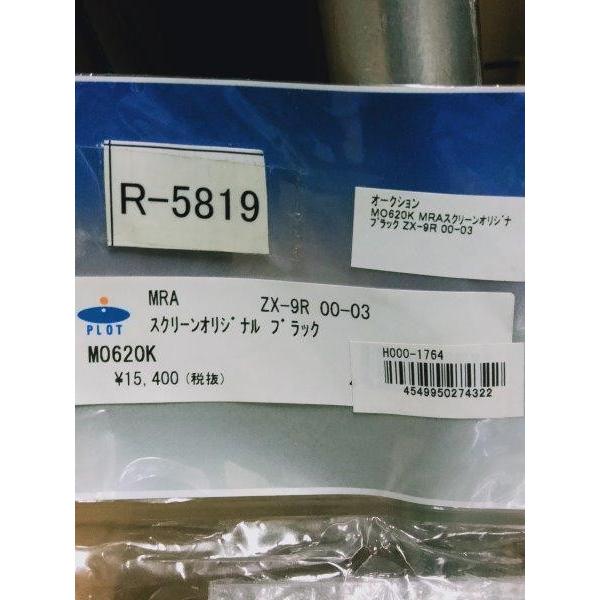 R-5819
オークション
MO620K MRAスクリーンオリジナ
ブラック ZX-9R 00-03
MRA ZX-9R 00-03
スクリーンオリジナル ブラック
PLOT
MO620K
¥15,400(税抜)
H000-1764
4549950274322